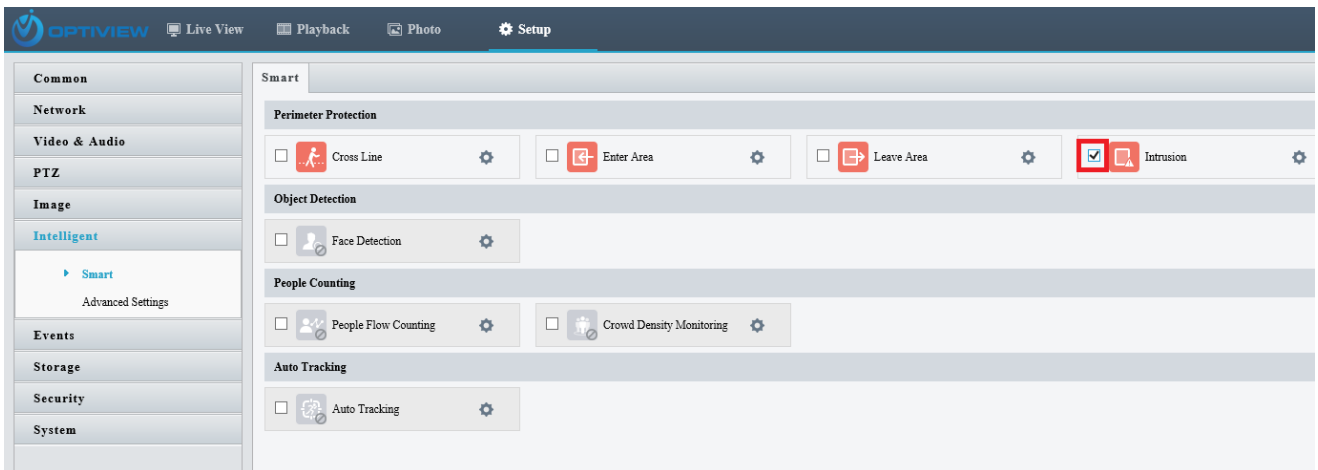 OPTIVIEW Live View Playback Photo Setup
Common
Network
Video & Audio
PTZ
Image
Intelligent
Smart
Advanced Settings
Events
Storage
Security
System
Smart
Perimeter Protection
Cross Line Enter Area Leave Area Intrusion
Object Detection
Face Detection
People Counting
People Flow Counting Crowd Density Monitoring
Auto Tracking
Auto Tracking